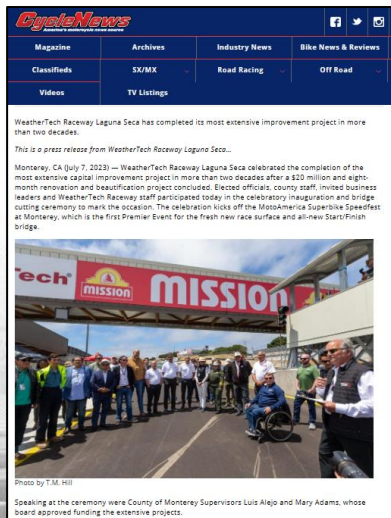 CycleNews
America's motorcycle news source
Magazine
Archives
Industry News
Bike News & Reviews
Classifieds
SX/MX
Road Racing
Off Road
Videos
TV Listings
WeatherTech Raceway Laguna Seca has completed its most extensive improvement project in more
than two decades.
This is a press release from WeatherTech Raceway Laguna Seca…
Monterey, CA (July 7, 2023) — WeatherTech Raceway Laguna Seca celebrated the completion of the
most extensive capital improvement project in more than two decades after a $20 million and eight-
month renovation and beautification project concluded. Elected officials, county staff, invited business
leaders and WeatherTech Raceway staff participated today in the celebratory inauguration and bridge
cutting ceremony to mark the occasion. The celebration kicks off the MotoAmerica Superbike Speedfest
at Monterey, which is the first Premier Event for the fresh new race surface and all-new Start/Finish
bridge.
ech®
MISSION
MISSION
Photo by T.M. Hill
Speaking at the ceremony were County of Monterey Supervisors Luis Alejo and Mary Adams, whose
board approved funding the extensive projects.